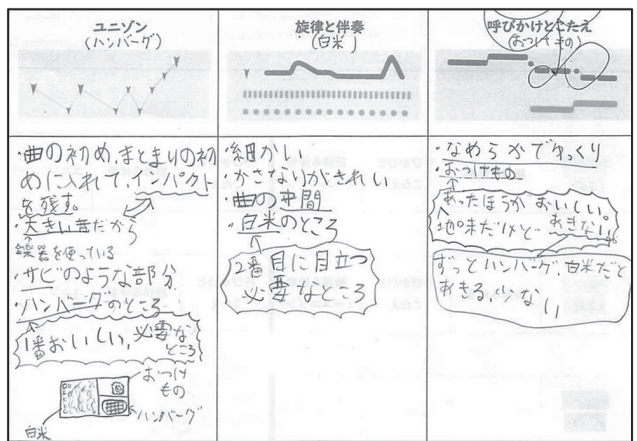 ユニゾン
(ハンバーグ)
・曲の初め、まとまりの初
めに入れて、インパクト
を残す。
・大きい音だから
鍵器を使っている
・サビのような部分
・ハンバーグのところ
1番おいしい、必要な
ところ
おつけ
もの
ハンバーグ
白米
旋律と伴奏
(白米)
・細かい
・かさなりがきれい
・曲の中間
・白米のところ
2番目に目立つ
必要なところ
呼びかけとこたえ
(おつけもの)
・なめらかでゆっくり
・おつけもの
あったほうがおいしい。
地味だけど
あきない
ずっとハンバーグ、白米だと
あきる、